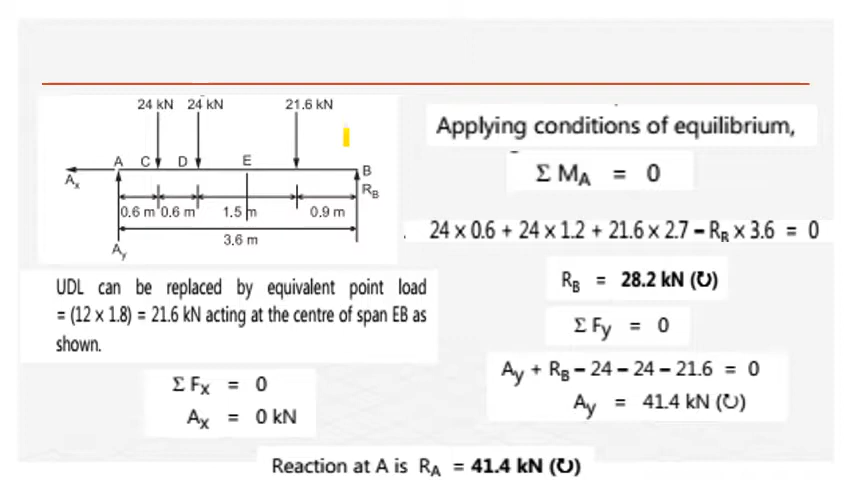 24 kN 24 kN 21.6 kN
A C D E B
Ax RB
0.6 m 0.6 m 1.5 m 0.9 m
3.6 m
Ay
UDL can be replaced by equivalent point load
= (12 x 1.8) = 21.6 kN acting at the centre of span EB as
shown.
Σ Fx = 0
Ax = 0 kN
Applying conditions of equilibrium,
Σ MA = 0
24 x 0.6 + 24 x 1.2 + 21.6 x 2.7 – RB x 3.6 = 0
RB = 28.2 kN (↻)
Σ Fy = 0
Ay + RB – 24 – 24 – 21.6 = 0
Ay = 41.4 kN (↻)
Reaction at A is RA = 41.4 kN (↻)